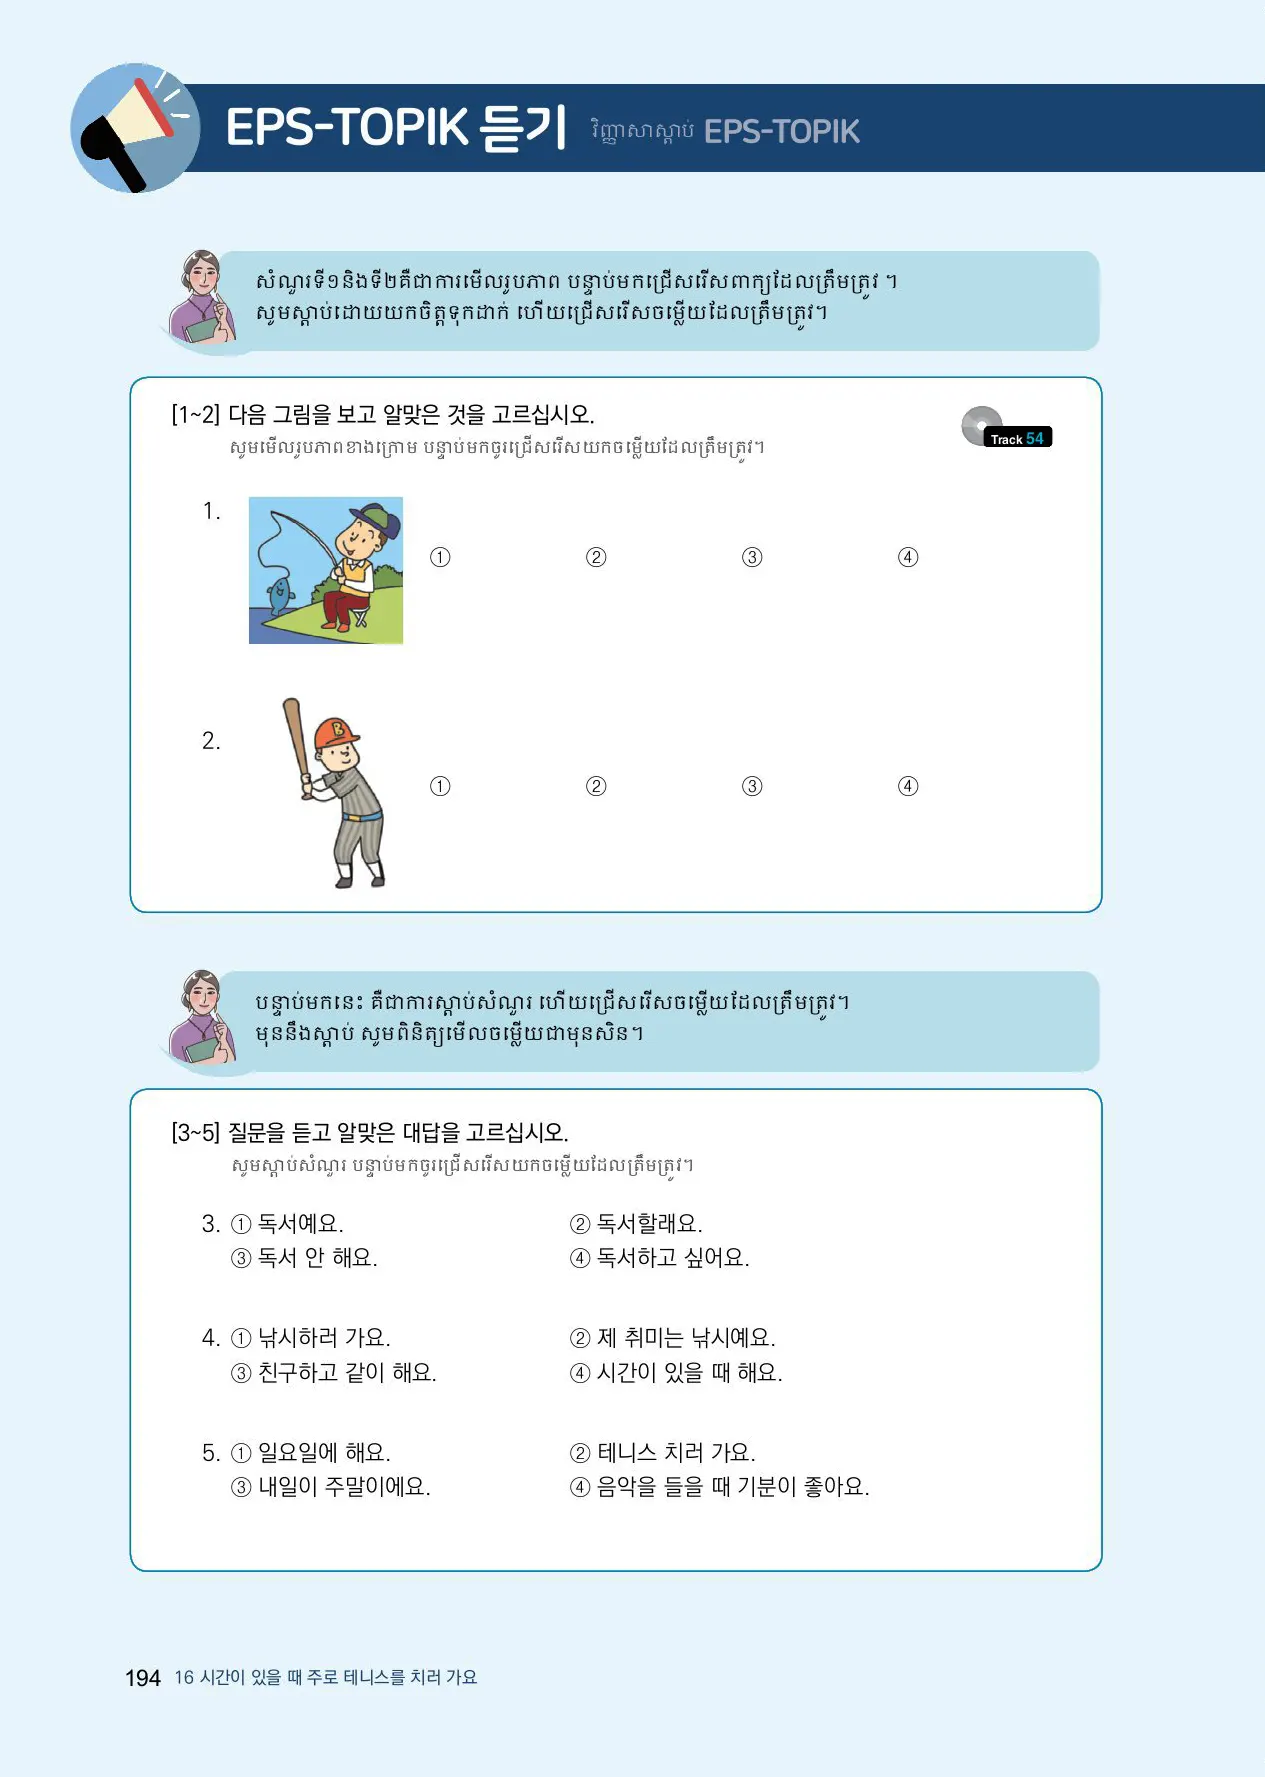 EPS-TOPIK 듣기 វិញ្ញាសាស្តាប់ EPS-TOPIK
សំណួរទី១និងទី២គឺជាការមើលរូបភាព បន្ទាប់មកជ្រើសរើសពាក្យដែលត្រឹមត្រូវ ។
សូមស្តាប់ដោយយកចិត្តទុកដាក់ ហើយជ្រើសរើសចម្លើយដែលត្រឹមត្រូវ។
[1~2] 다음 그림을 보고 알맞은 것을 고르십시오.
Track 54
សូមមើលរូបភាពខាងក្រោម បន្ទាប់មកចូរជ្រើសរើសយកចម្លើយដែលត្រឹមត្រូវ។
1.
① ② ③ ④
B
2.
① ② ③ ④
បន្ទាប់មកនេះ គឺជាការស្តាប់សំណួរ ហើយជ្រើសរើសចម្លើយដែលត្រឹមត្រូវ។
មុននឹងស្តាប់ សូមពិនិត្យមើលចម្លើយជាមុនសិន។
[3~5] 질문을 듣고 알맞은 대답을 고르십시오.
សូមស្តាប់សំណួរ បន្ទាប់មកចូរជ្រើសរើសយកចម្លើយដែលត្រឹមត្រូវ។
3. ① 독서예요. ② 독서할래요.
③ 독서 안 해요. ④ 독서하고 싶어요.
4. ① 낚시하러 가요. ② 제 취미는 낚시예요.
③ 친구하고 같이 해요. ④ 시간이 있을 때 해요.
5. ① 일요일에 해요. ② 테니스 치러 가요.
③ 내일이 주말이에요. ④ 음악을 들을 때 기분이 좋아요.
194 16 시간이 있을 때 주로 테니스를 치러 가요